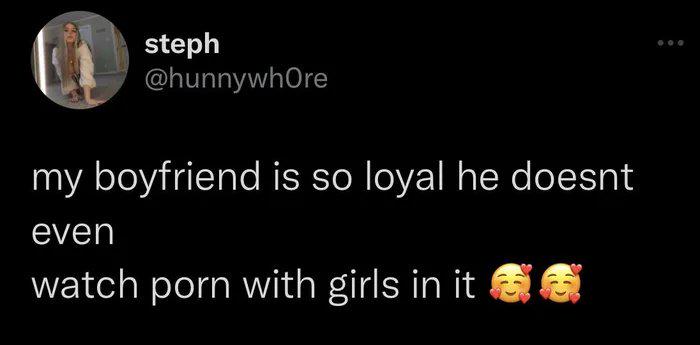 steph
@hunnywh0re
my boyfriend is so loyal he doesnt
even
watch porn with girls in it 🥰🥰